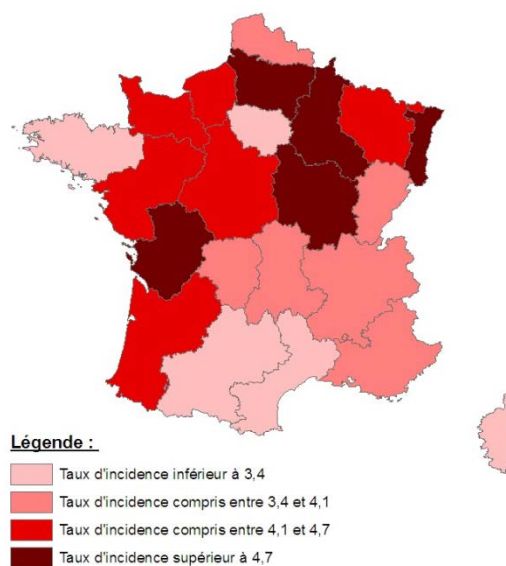 Légende :
Taux d'incidence inférieur à 3,4
Taux d'incidence compris entre 3,4 et 4,1
Taux d'incidence compris entre 4,1 et 4,7
Taux d'incidence supérieur à 4,7